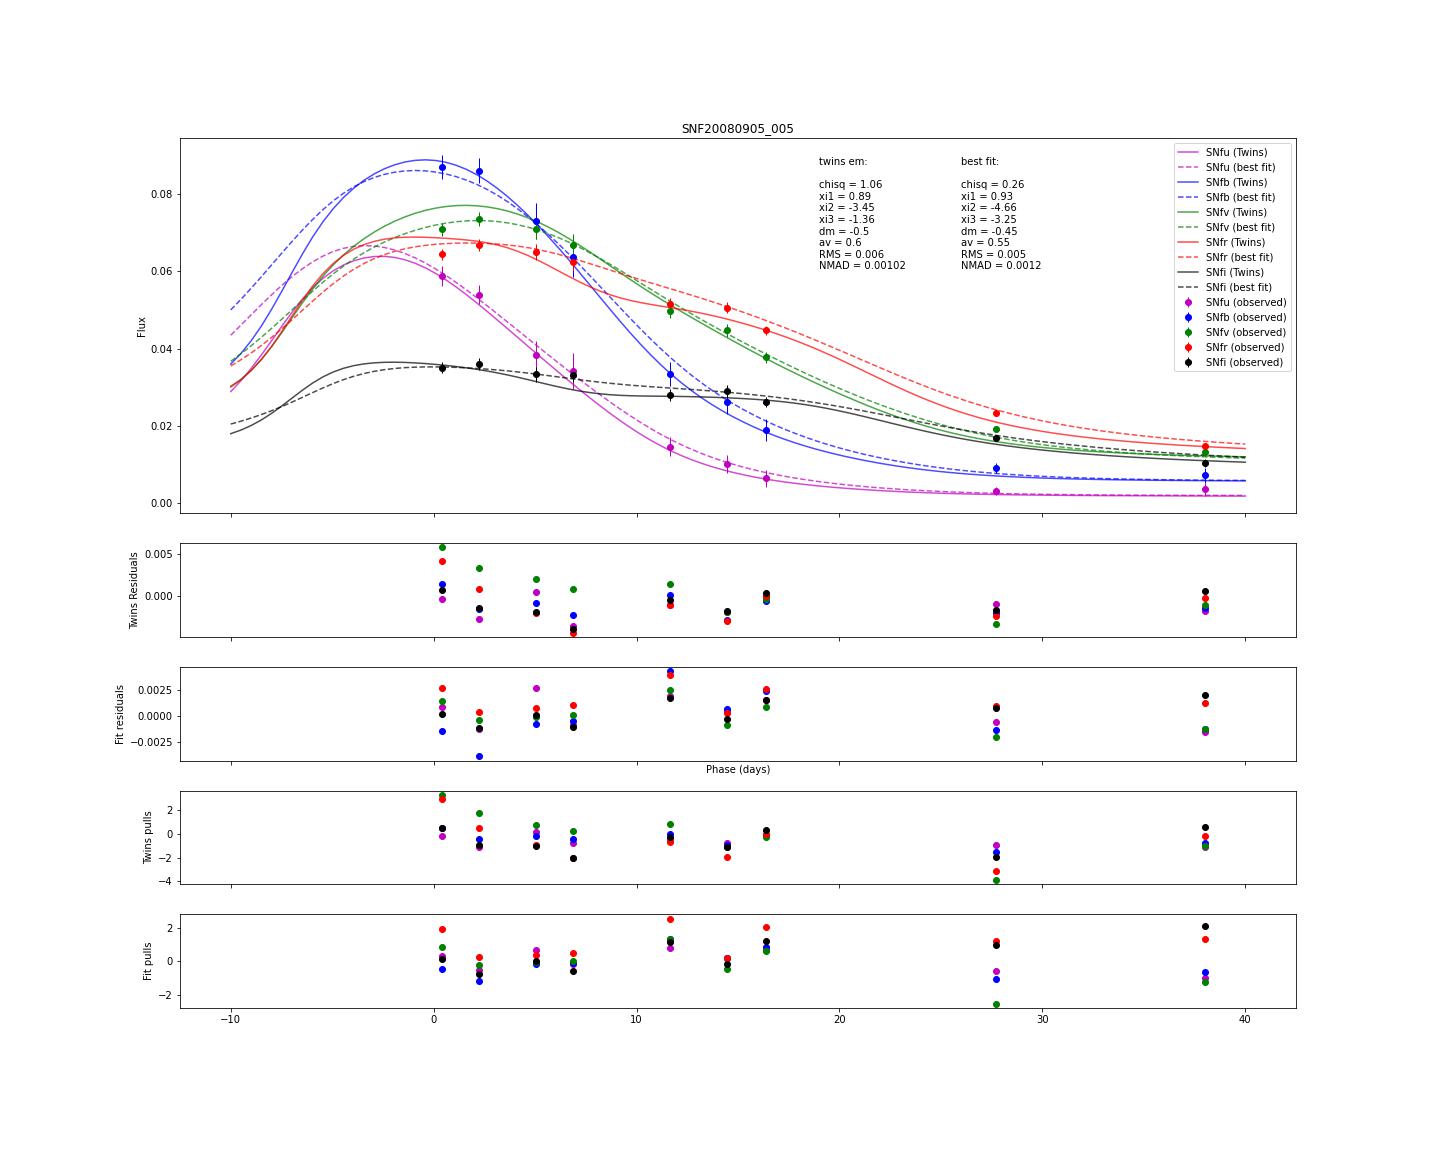 SNF20080905_005
twins em:
chisq = 1.06
xi1 = 0.89
xi2 = -3.45
xi3 = -1.36
dm = -0.5
av = 0.6
RMS = 0.006
NMAD = 0.00102
best fit:
chisq = 0.26
xi1 = 0.93
xi2 = -4.66
xi3 = -3.25
dm = -0.45
av = 0.55
RMS = 0.005
NMAD = 0.0012
SNfu (Twins)
SNfu (best fit)
SNfb (Twins)
SNfb (best fit)
SNfv (Twins)
SNfv (best fit)
SNfr (Twins)
SNfr (best fit)
SNfi (Twins)
SNfi (best fit)
SNfu (observed)
SNfb (observed)
SNfv (observed)
SNfr (observed)
SNfi (observed)
Flux
0.08
0.06
0.04
0.02
0.00
Twins Residuals
0.005
0.000
Fit residuals
0.0025
0.0000
−0.0025
Phase (days)
Twins pulls
2
0
−2
−4
Fit pulls
2
0
−2
−10
0
10
20
30
40